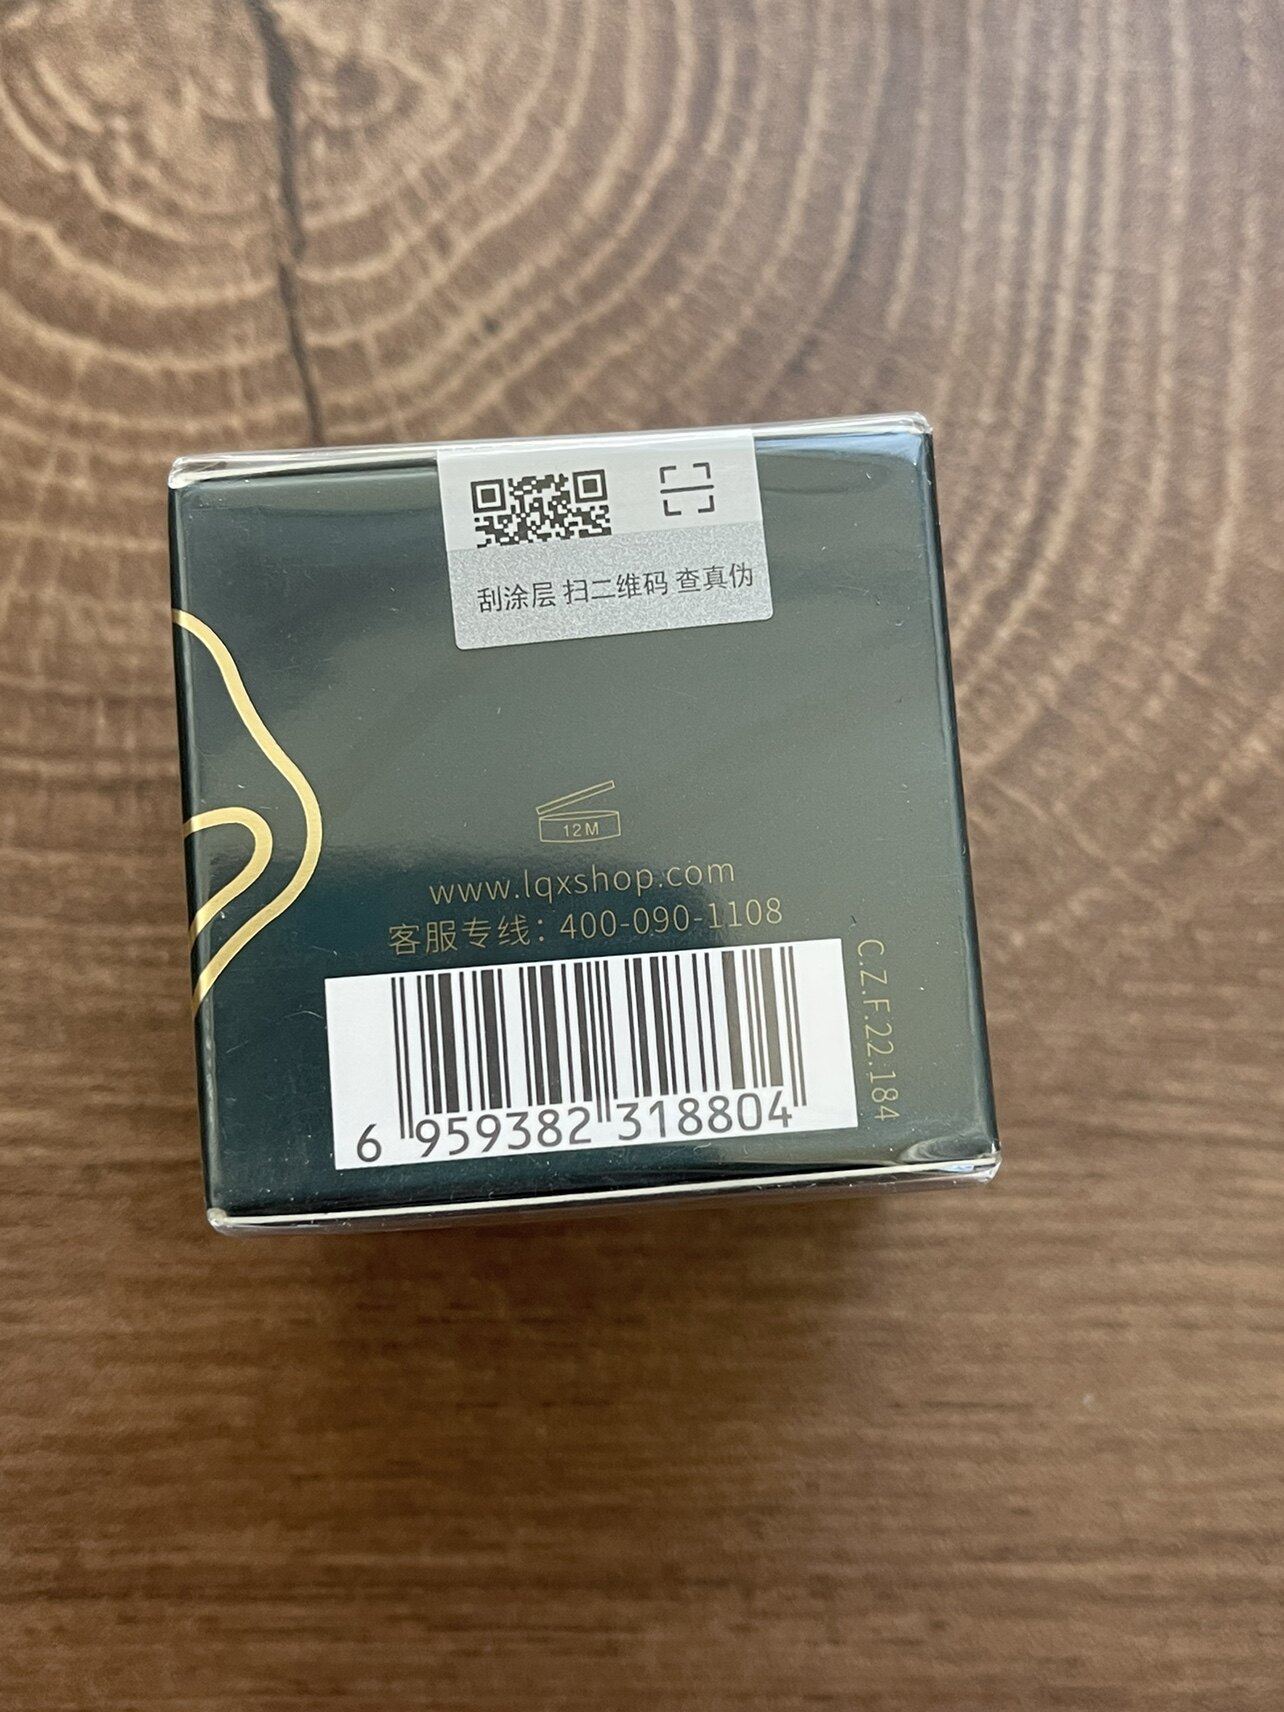 刮涂层 扫二维码 查真伪
12M
www.lqxshop.com
客服专线：400-090-1108
C.Z.F.22.184
6 959382 318804